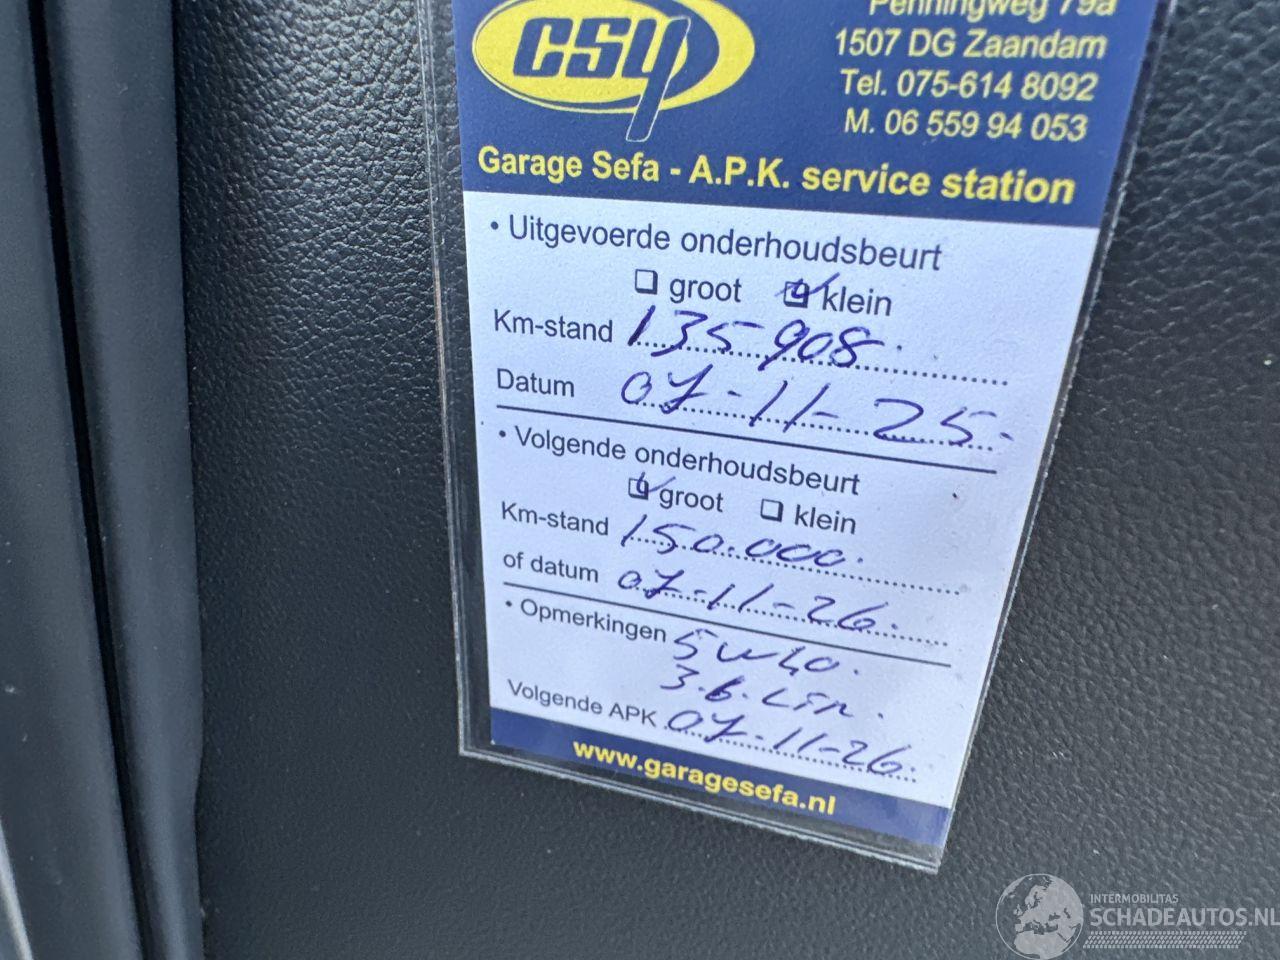 Penningweg 79a
CSY
1507 DG Zaandam
Tel. 075-614 8092
M. 06 559 94 053
Garage Sefa - A.P.K. service station
• Uitgevoerde onderhoudsbeurt
groot klein
Km-stand 135908.
Datum 07-11-25.
• Volgende onderhoudsbeurt
groot klein
Km-stand 150.000.
of datum 07-11-26.
• Opmerkingen 5w40.
3.6 Ltr.
Volgende APK 07-11-26.
www.garagesefa.nl
INTERMOBILITAS
SCHADEAUTOS.NL